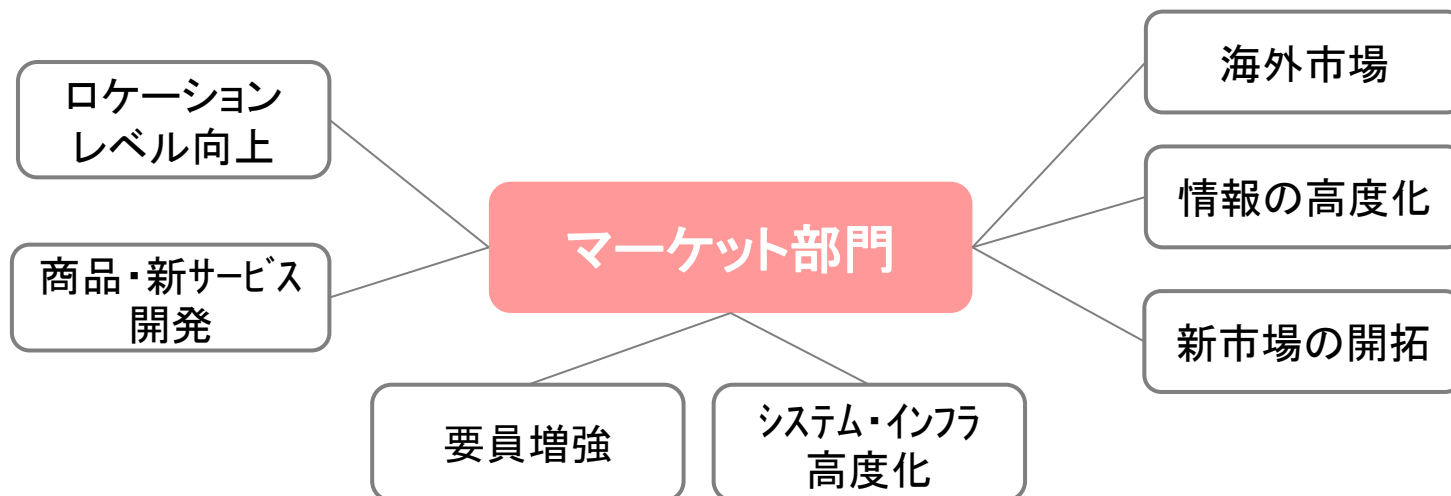 ロケーション
レベル向上
商品・新サービス
開発
マーケット部門
要員増強
システム・インフラ
高度化
海外市場
情報の高度化
新市場の開拓